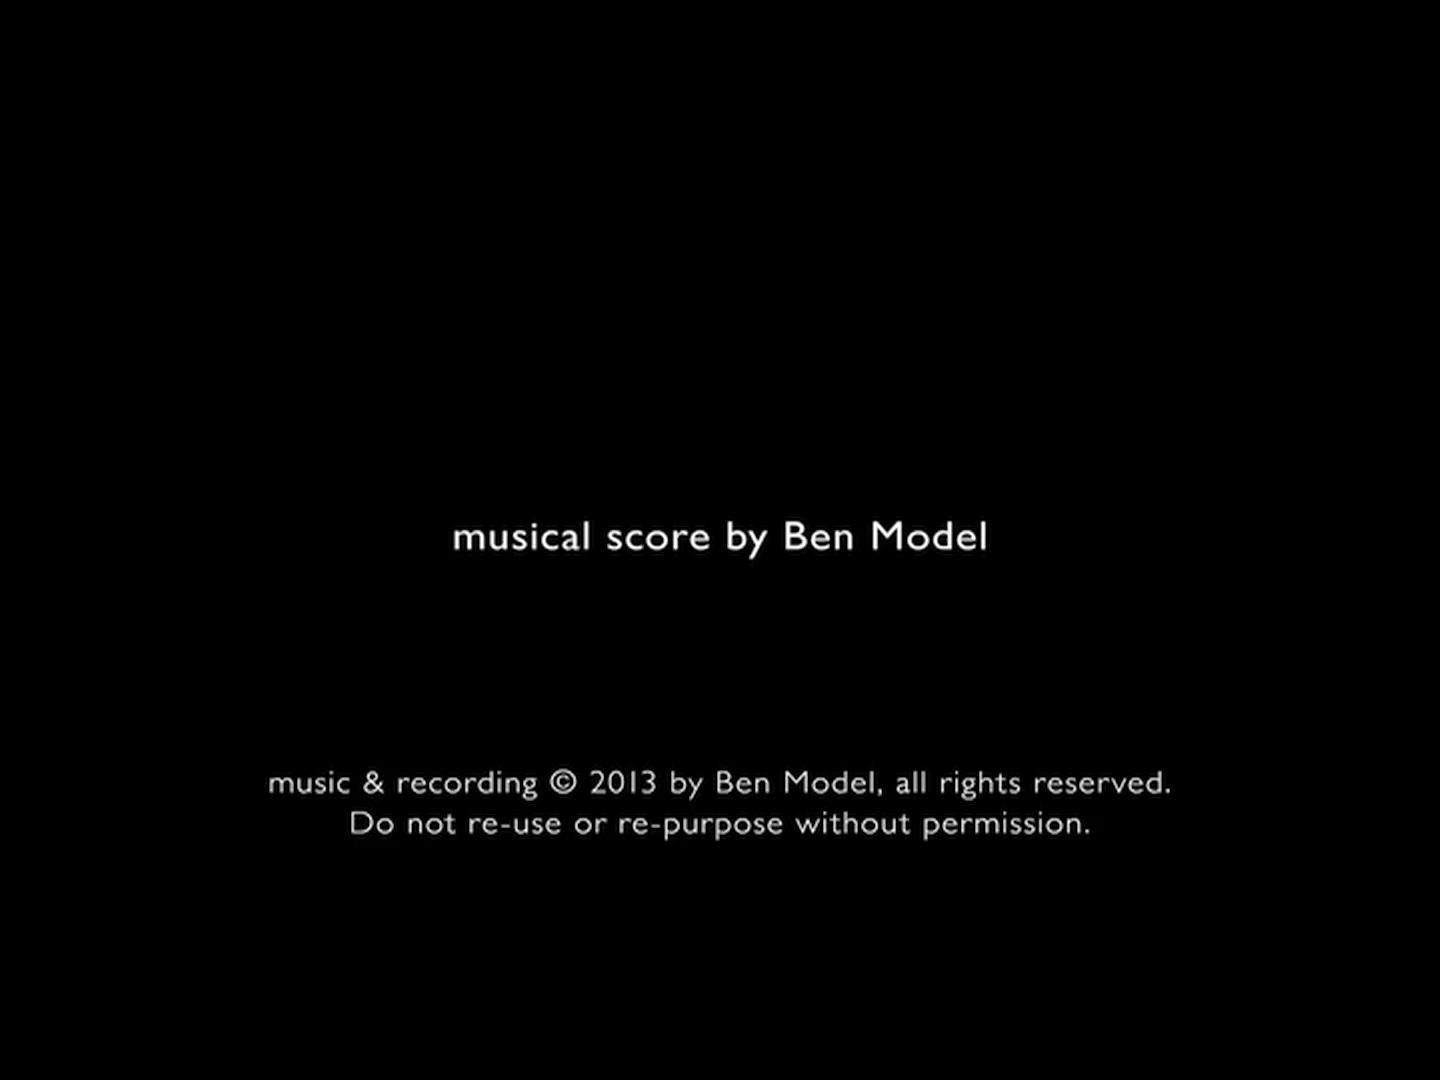 musical score by Ben Model
music & recording © 2013 by Ben Model, all rights reserved.
Do not re-use or re-purpose without permission.